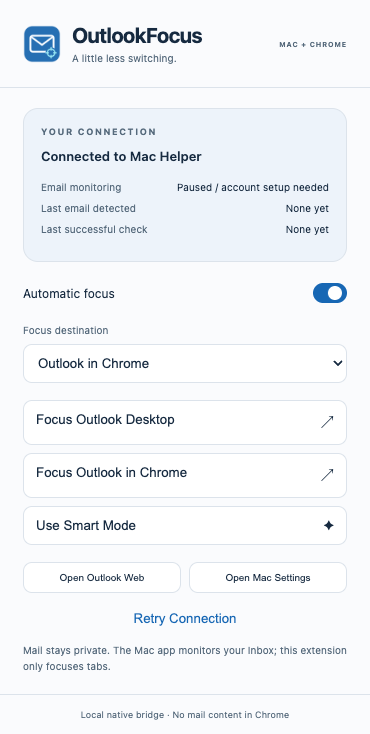 OutlookFocus
A little less switching.
MAC + CHROME
YOUR CONNECTION
Connected to Mac Helper
Email monitoring Paused / account setup needed
Last email detected None yet
Last successful check None yet
Automatic focus
Focus destination
Outlook in Chrome
Focus Outlook Desktop ↗
Focus Outlook in Chrome ↗
Use Smart Mode ✦
Open Outlook Web Open Mac Settings
Retry Connection
Mail stays private. The Mac app monitors your Inbox; this extension
only focuses tabs.
Local native bridge · No mail content in Chrome